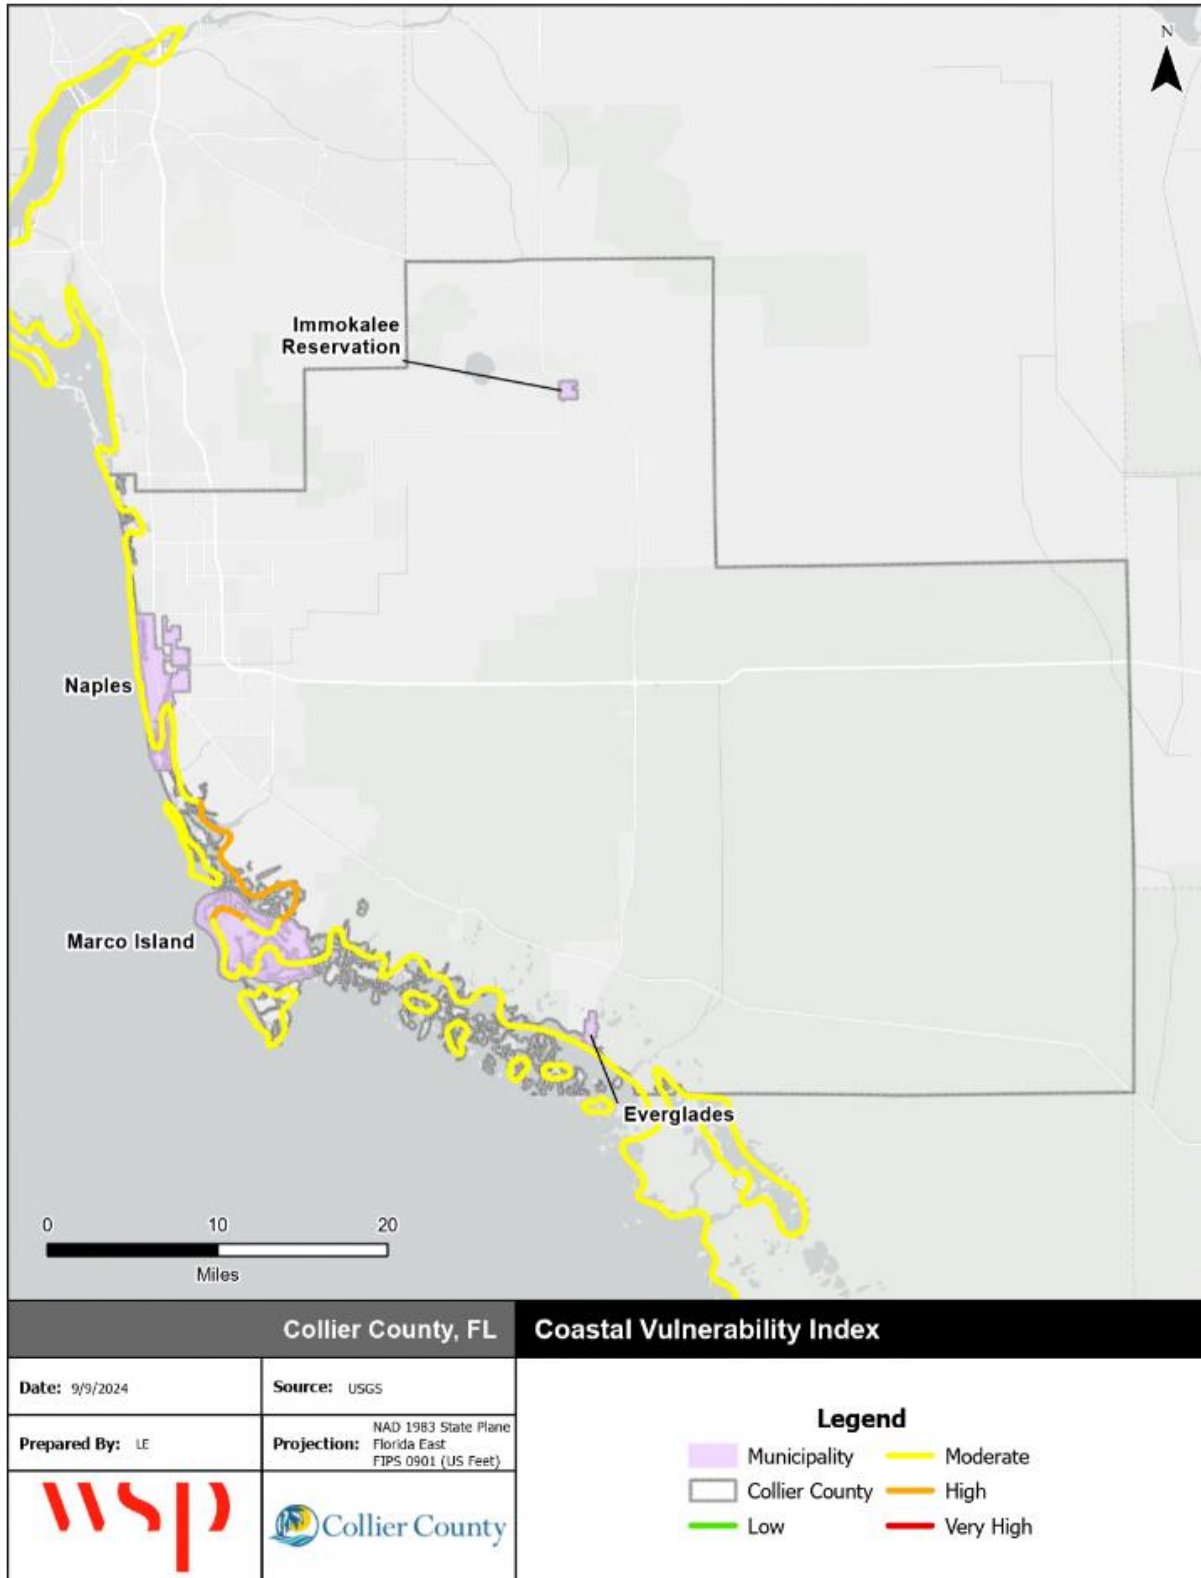 N
Immokalee
Reservation
Naples
Marco Island
Everglades
0 10 20
Miles
Collier County, FL
Coastal Vulnerability Index
Date: 9/9/2024
Source: USGS
Prepared By: LE
Projection: NAD 1983 State Plane
Florida East
FIPS 0901 (US Feet)
wsp
Collier County
Legend
Municipality
Collier County
Low
Moderate
High
Very High